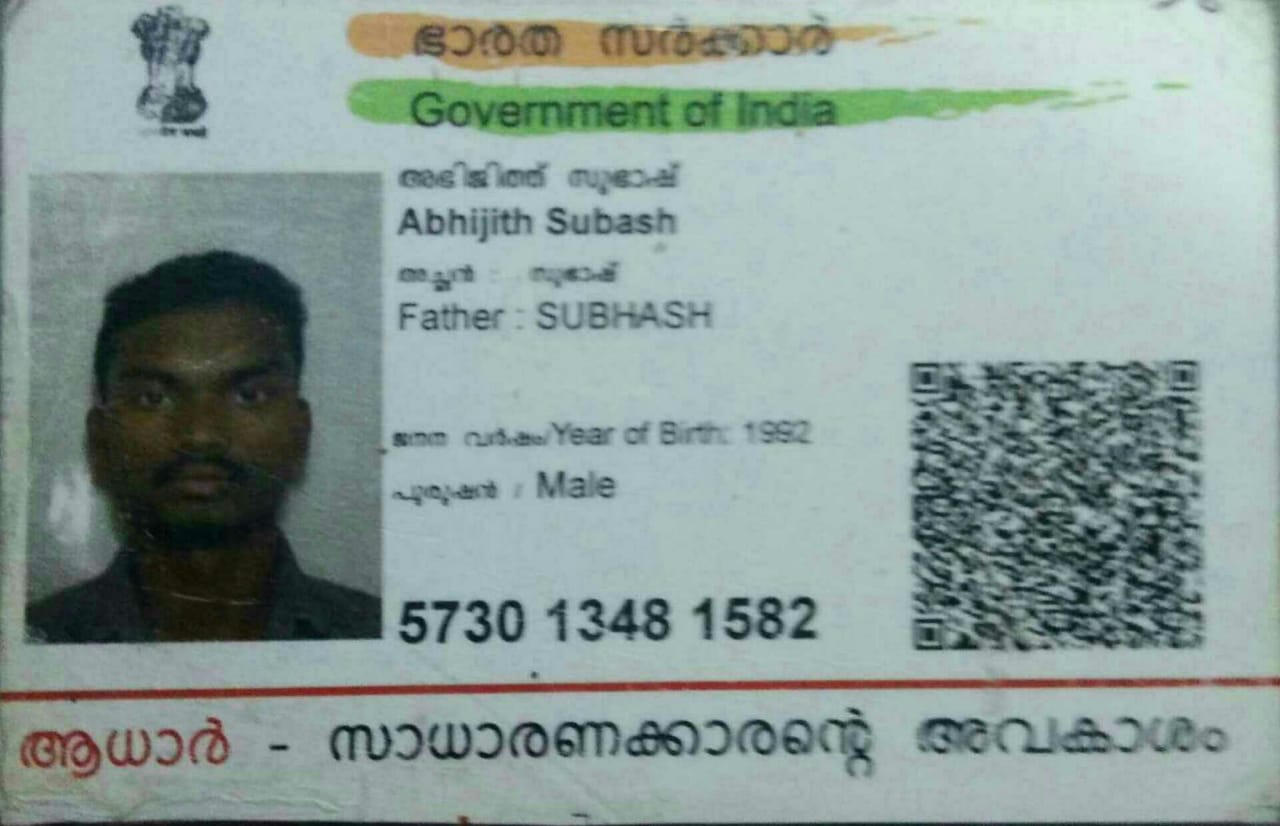 ഭാരത സർക്കാർ
Government of India
അഭിജിത്ത് സുഭാഷ്
Abhijith Subash
അച്ഛൻ : സുഭാഷ്
Father : SUBHASH
ജനന വർഷം/Year of Birth: 1992
പുരുഷൻ / Male
5730 1348 1582
ആധാർ - സാധാരണക്കാരന്റെ അവകാശം